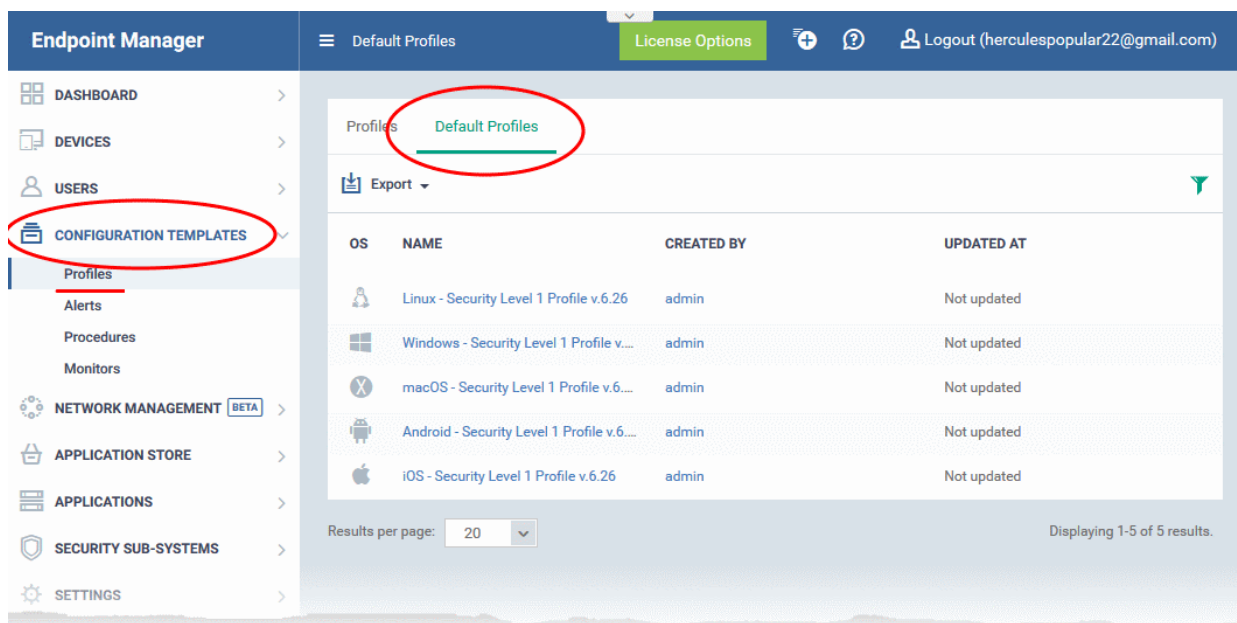 Endpoint Manager
Default Profiles
License Options
Logout (herculespopular22@gmail.com)
DASHBOARD
DEVICES
USERS
CONFIGURATION TEMPLATES
Profiles
Alerts
Procedures
Monitors
NETWORK MANAGEMENT BETA
APPLICATION STORE
APPLICATIONS
SECURITY SUB-SYSTEMS
SETTINGS
Profiles Default Profiles
Export
OS NAME CREATED BY UPDATED AT
Linux - Security Level 1 Profile v.6.26 admin Not updated
Windows - Security Level 1 Profile v.... admin Not updated
macOS - Security Level 1 Profile v.6.... admin Not updated
Android - Security Level 1 Profile v.6.... admin Not updated
iOS - Security Level 1 Profile v.6.26 admin Not updated
Results per page: 20
Displaying 1-5 of 5 results.